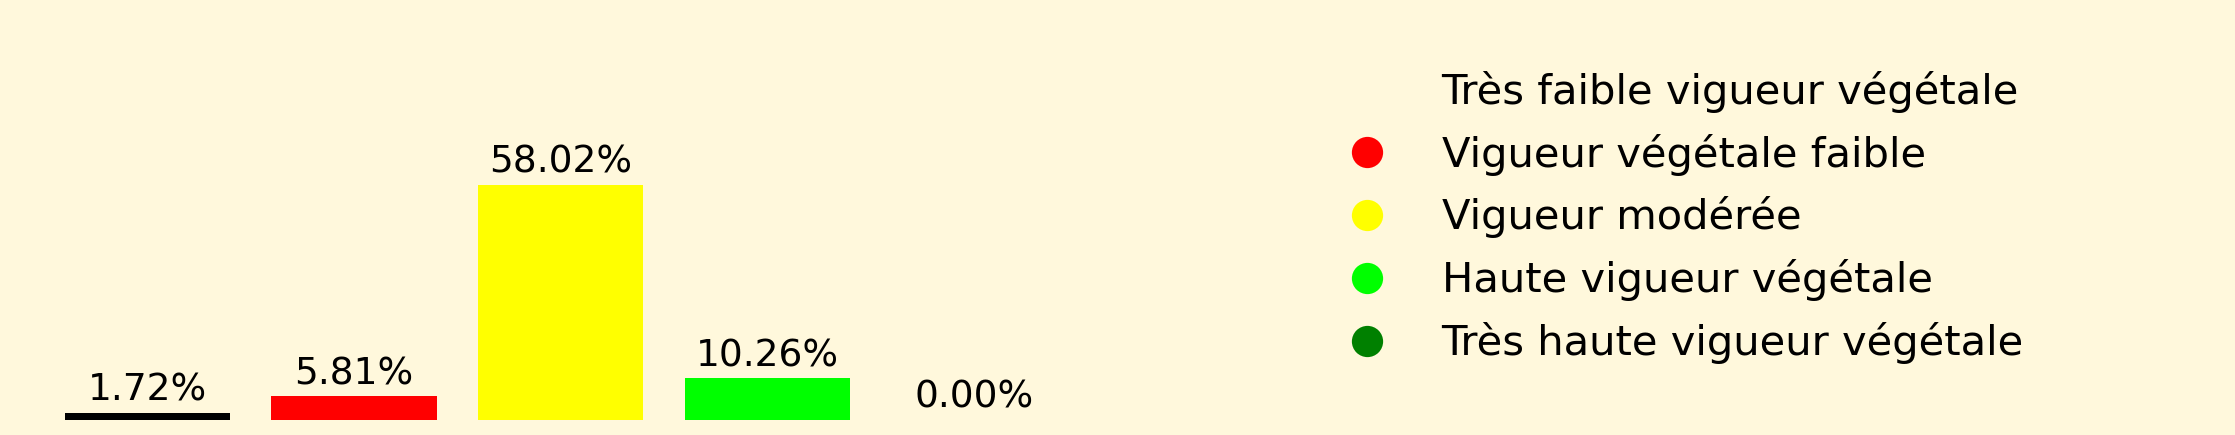 58.02%
10.26%
5.81%
1.72%
0.00%
Très faible vigueur végétale
Vigueur végétale faible
Vigueur modérée
Haute vigueur végétale
Très haute vigueur végétale